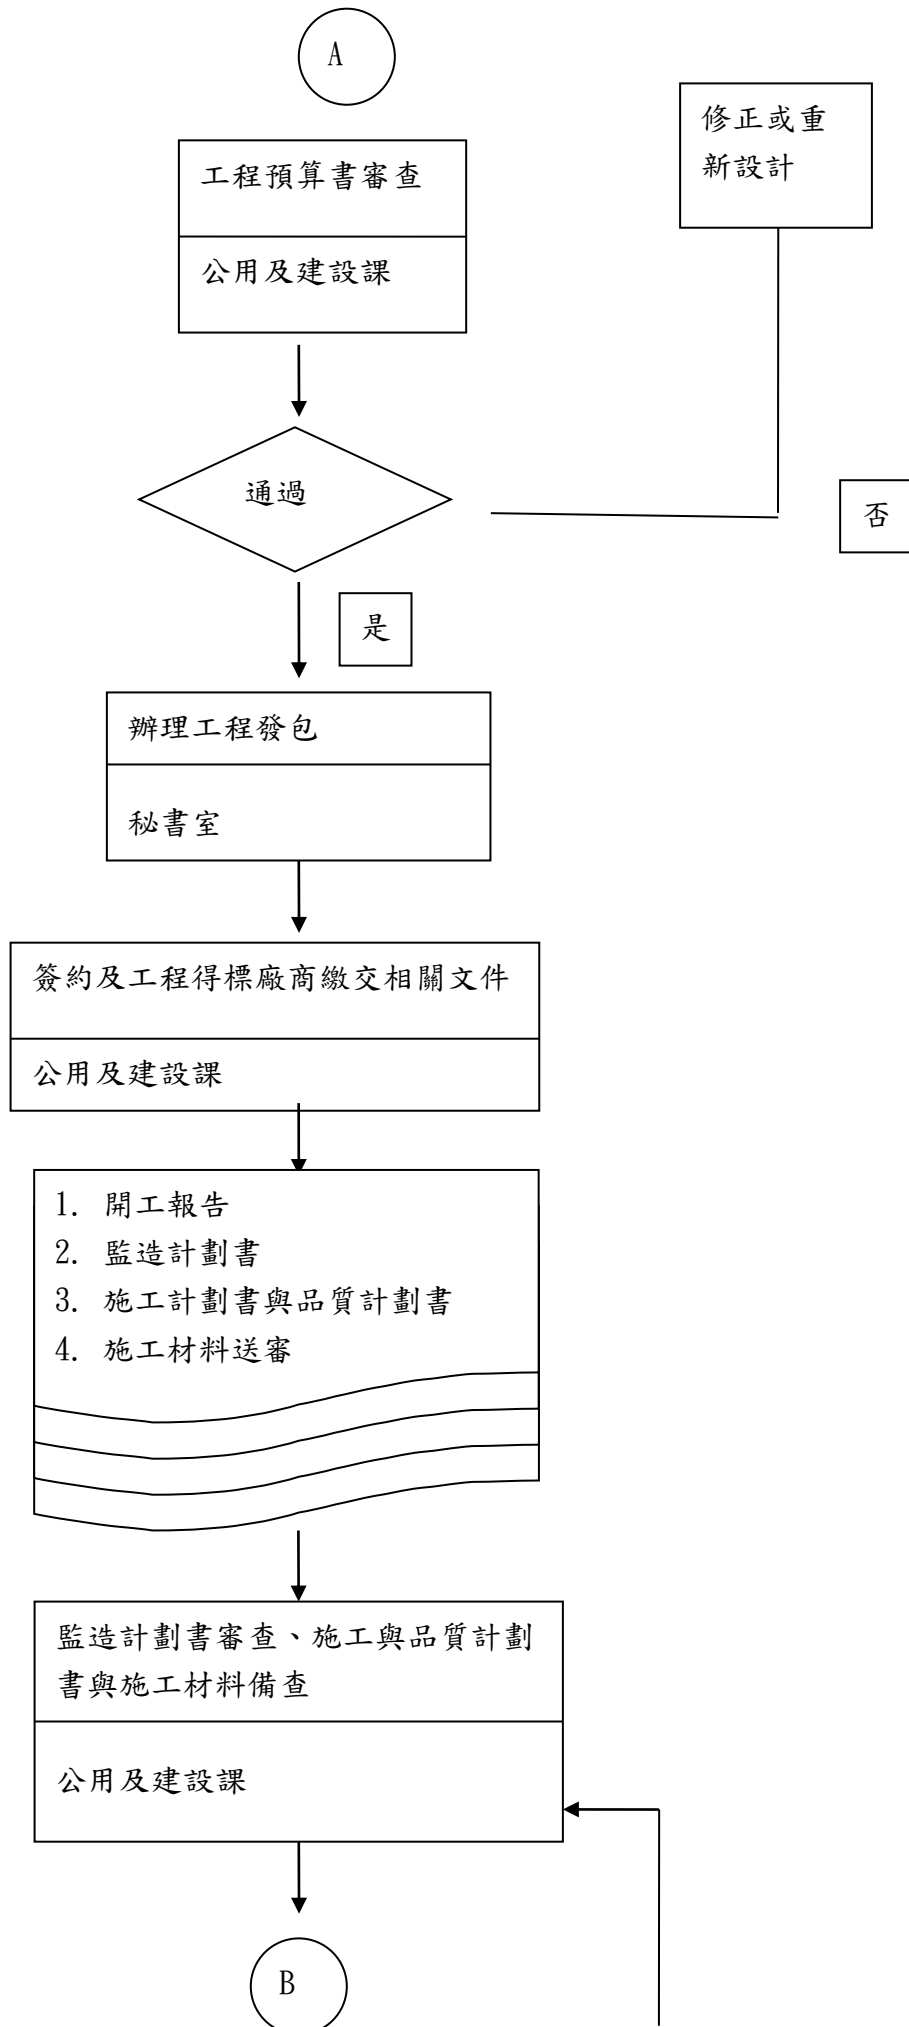 A
修正或重
新設計
工程預算書審查
公用及建設課
通過
否
是
辦理工程發包
秘書室
簽約及工程得標廠商繳交相關文件
公用及建設課
1. 開工報告
2. 監造計劃書
3. 施工計劃書與品質計劃書
4. 施工材料送審
監造計劃書審查、施工與品質計劃
書與施工材料備查
公用及建設課
B